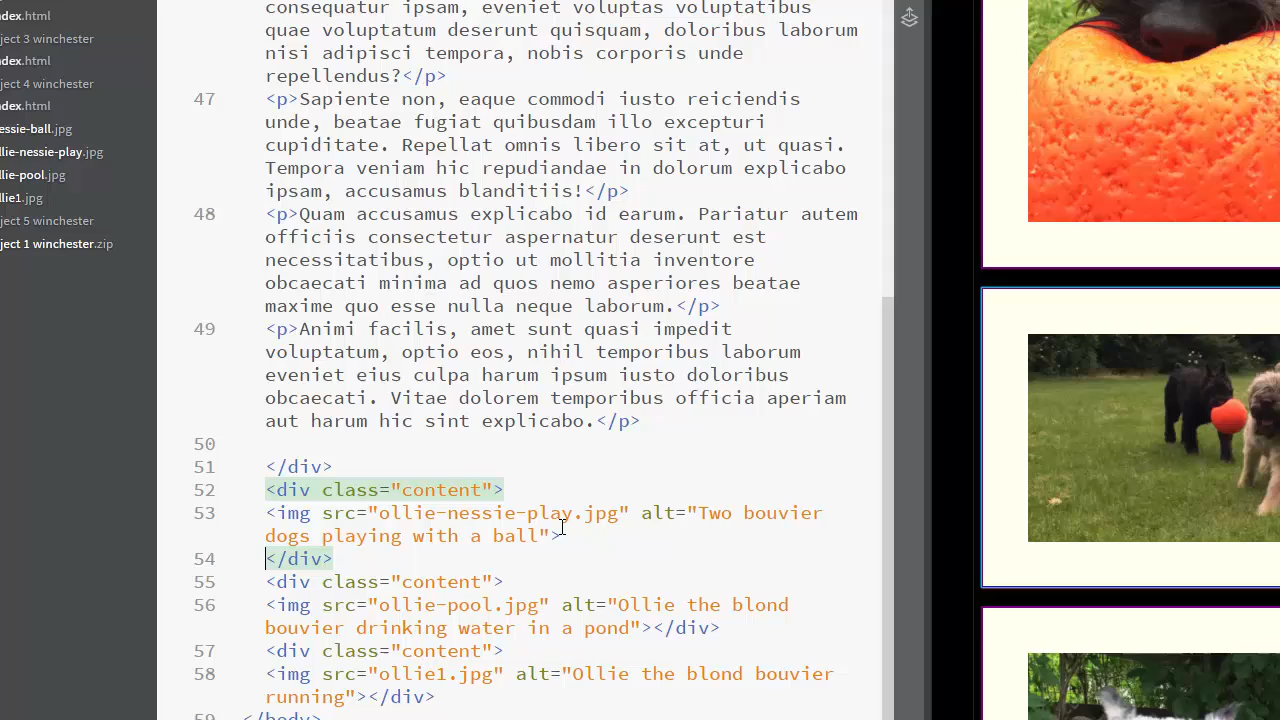 ndex.html
ject 3 winchester
ndex.html
ject 4 winchester
ndex.html
essie-ball.jpg
llie-nessie-play.jpg
llie-pool.jpg
llie1.jpg
ject 5 winchester
ject 1 winchester.zip
consequatur ipsam, eveniet voluptas voluptatibus
quae voluptatum deserunt quisquam, doloribus laborum
nisi adipisci tempora, nobis corporis unde
repellendus?</p>
47 <p>Sapiente non, eaque commodi iusto reiciendis
unde, beatae fugiat quibusdam illo excepturi
cupiditate. Repellat omnis libero sit at, ut quasi.
Tempora veniam hic repudiandae in dolorum explicabo
ipsam, accusamus blanditiis!</p>
48 <p>Quam accusamus explicabo id earum. Pariatur autem
officiis consectetur aspernatur deserunt est
necessitatibus, optio ut mollitia inventore
obcaecati minima ad quos nemo asperiores beatae
maxime quo esse nulla neque laborum.</p>
49 <p>Animi facilis, amet sunt quasi impedit
voluptatum, optio eos, nihil temporibus laborum
eveniet eius culpa harum ipsum iusto doloribus
obcaecati. Vitae dolorem temporibus officia aperiam
aut harum hic sint explicabo.</p>
50
51 </div>
52 <div class="content">
53 <img src="ollie-nessie-play.jpg" alt="Two bouvier
dogs playing with a ball">
54 </div>
55 <div class="content">
56 <img src="ollie-pool.jpg" alt="Ollie the blond
bouvier drinking water in a pond"></div>
57 <div class="content">
58 <img src="ollie1.jpg" alt="Ollie the blond bouvier
running"></div>
59 </body>